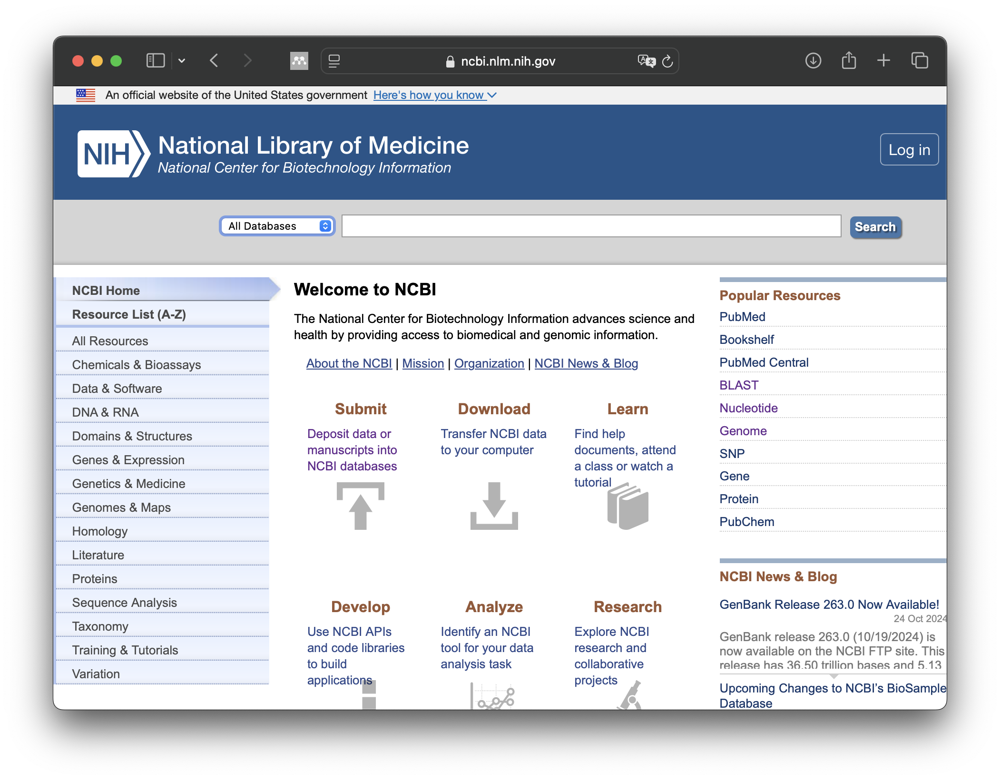 ncbi.nlm.nih.gov
An official website of the United States government Here's how you know
NIH
National Library of Medicine
National Center for Biotechnology Information
Log in
All Databases
Search
NCBI Home
Resource List (A-Z)
All Resources
Chemicals & Bioassays
Data & Software
DNA & RNA
Domains & Structures
Genes & Expression
Genetics & Medicine
Genomes & Maps
Homology
Literature
Proteins
Sequence Analysis
Taxonomy
Training & Tutorials
Variation
Welcome to NCBI
The National Center for Biotechnology Information advances science and
health by providing access to biomedical and genomic information.
About the NCBI | Mission | Organization | NCBI News & Blog
Submit
Deposit data or
manuscripts into
NCBI databases
Download
Transfer NCBI data
to your computer
Learn
Find help
documents, attend
a class or watch a
tutorial
Develop
Use NCBI APIs
and code libraries
to build
applications
Analyze
Identify an NCBI
tool for your data
analysis task
Research
Explore NCBI
research and
collaborative
projects
Popular Resources
PubMed
Bookshelf
PubMed Central
BLAST
Nucleotide
Genome
SNP
Gene
Protein
PubChem
NCBI News & Blog
GenBank Release 263.0 Now Available!
24 Oct 2024
GenBank release 263.0 (10/19/2024) is
now available on the NCBI FTP site. This
release has 36.50 trillion bases and 5.13
Upcoming Changes to NCBI’s BioSample
Database